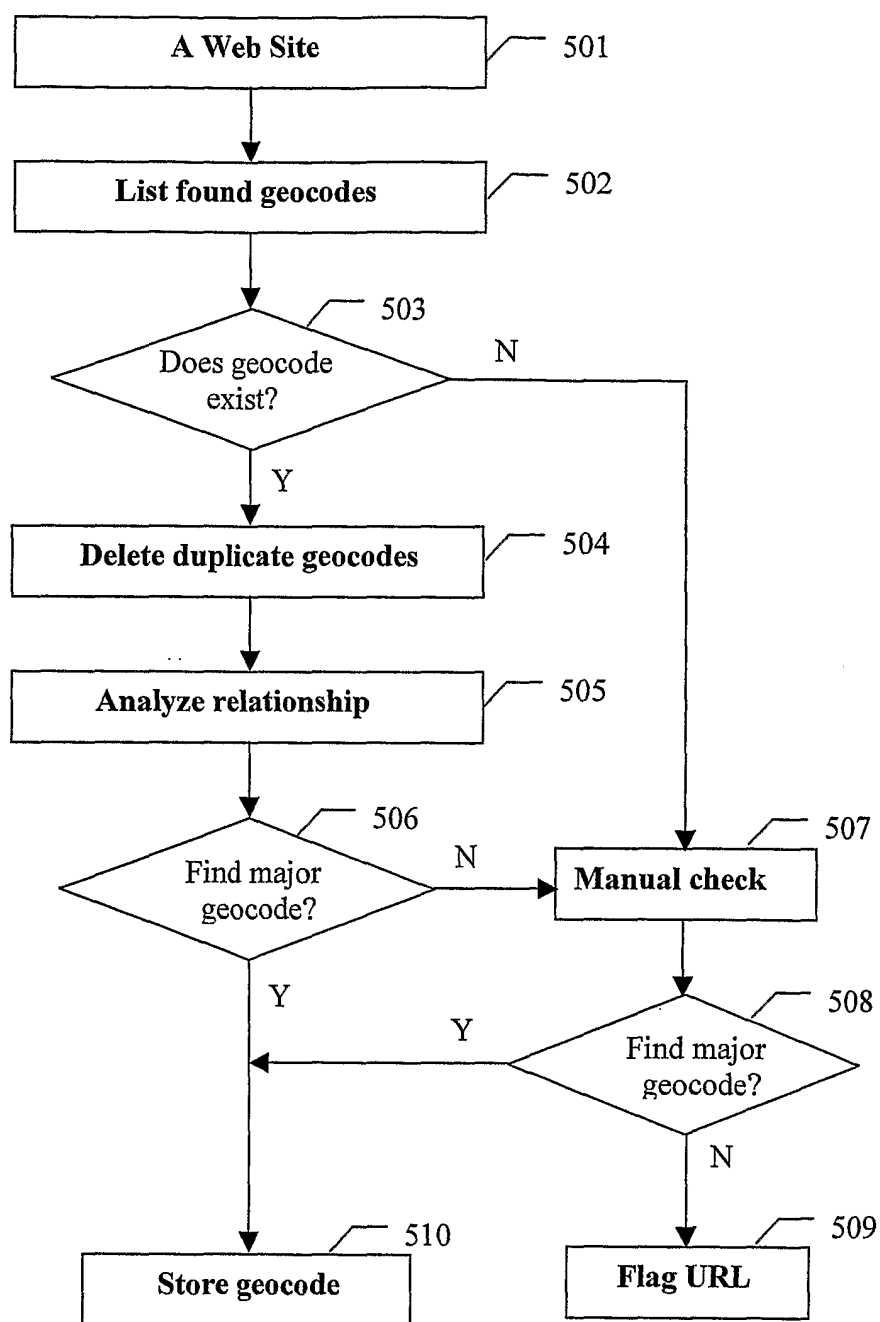 A Web Site
501
List found geocodes
502
503
Does geocode
exist?
N
Y
Delete duplicate geocodes
504
Analyze relationship
505
506
Find major
geocode?
N
507
Manual check
Y
508
Y
Find major
geocode?
N
510
Store geocode
509
Flag URL